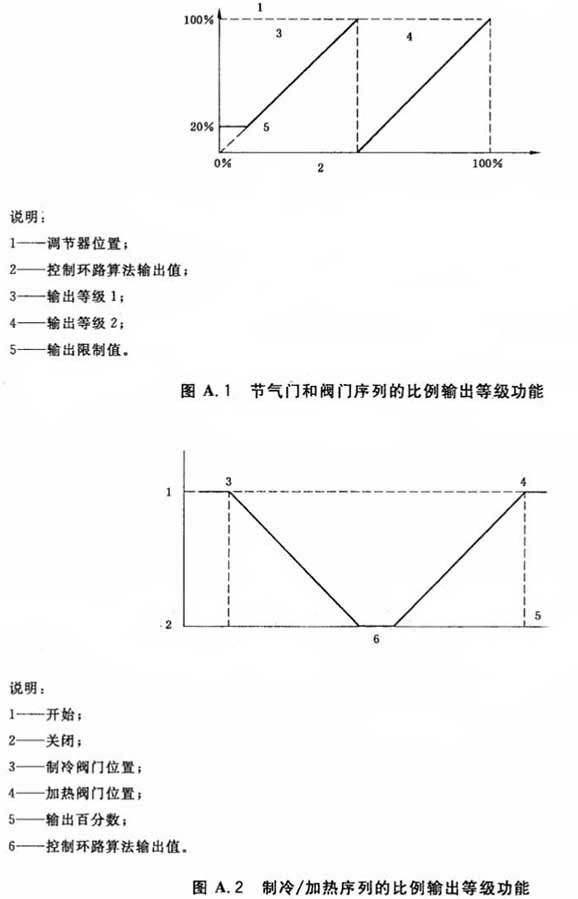 1
100%
3
4
20%
5
0%
2
100%
说明：
1——调节器位置；
2——控制环路算法输出值；
3——输出等级1；
4——输出等级2；
5——输出限制值。
图 A.1 节气门和阀门序列的比例输出等级功能
3
4
1
2
5
6
说明：
1——开始；
2——关闭；
3——制冷阀门位置；
4——加热阀门位置；
5——输出百分数；
6——控制环路算法输出值。
图 A.2 制冷/加热序列的比例输出等级功能